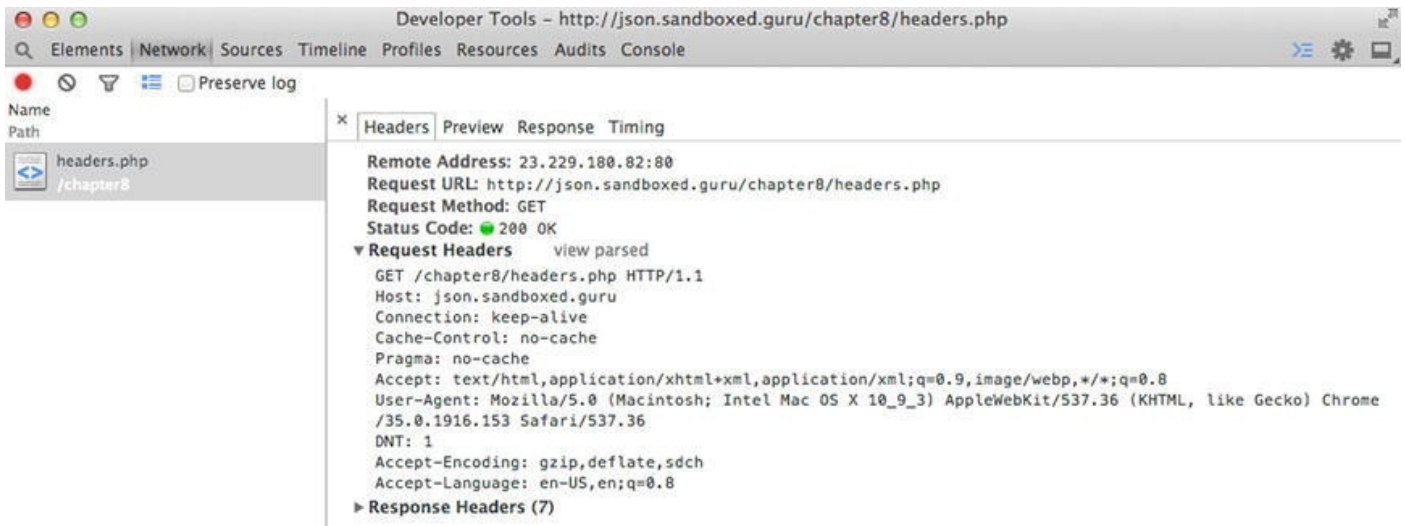 Developer Tools – http://json.sandboxed.guru/chapter8/headers.php
Elements Network Sources Timeline Profiles Resources Audits Console
Preserve log
Name
Path
× Headers Preview Response Timing
headers.php
/chapter8
Remote Address: 23.229.180.82:80
Request URL: http://json.sandboxed.guru/chapter8/headers.php
Request Method: GET
Status Code: 200 OK
Request Headers view parsed
GET /chapter8/headers.php HTTP/1.1
Host: json.sandboxed.guru
Connection: keep-alive
Cache-Control: no-cache
Pragma: no-cache
Accept: text/html,application/xhtml+xml,application/xml;q=0.9,image/webp,*/*;q=0.8
User-Agent: Mozilla/5.0 (Macintosh; Intel Mac OS X 10_9_3) AppleWebKit/537.36 (KHTML, like Gecko) Chrome
/35.0.1916.153 Safari/537.36
DNT: 1
Accept-Encoding: gzip,deflate,sdch
Accept-Language: en-US,en;q=0.8
Response Headers (7)